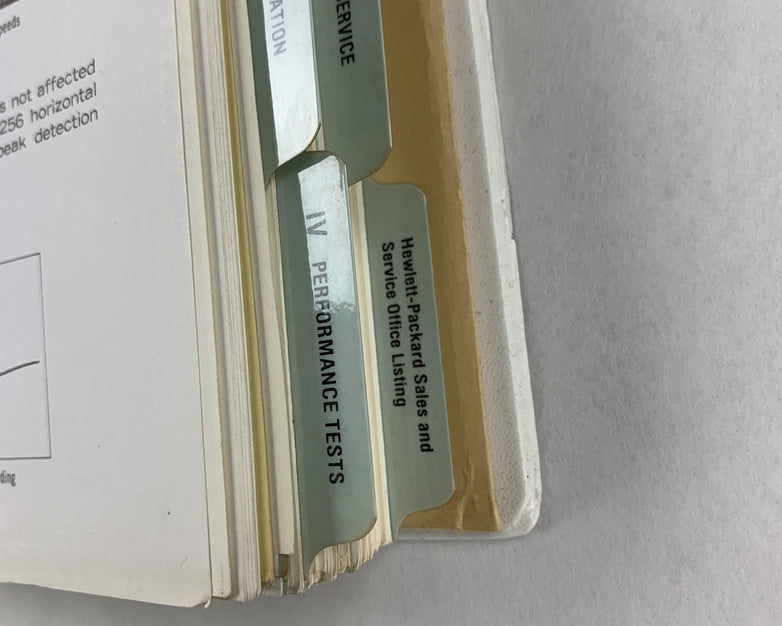 peeds
s not affected
256 horizontal
peak detection
ding
ATION
ERVICE
IV PERFORMANCE TESTS
Hewlett-Packard Sales and
Service Office Listing